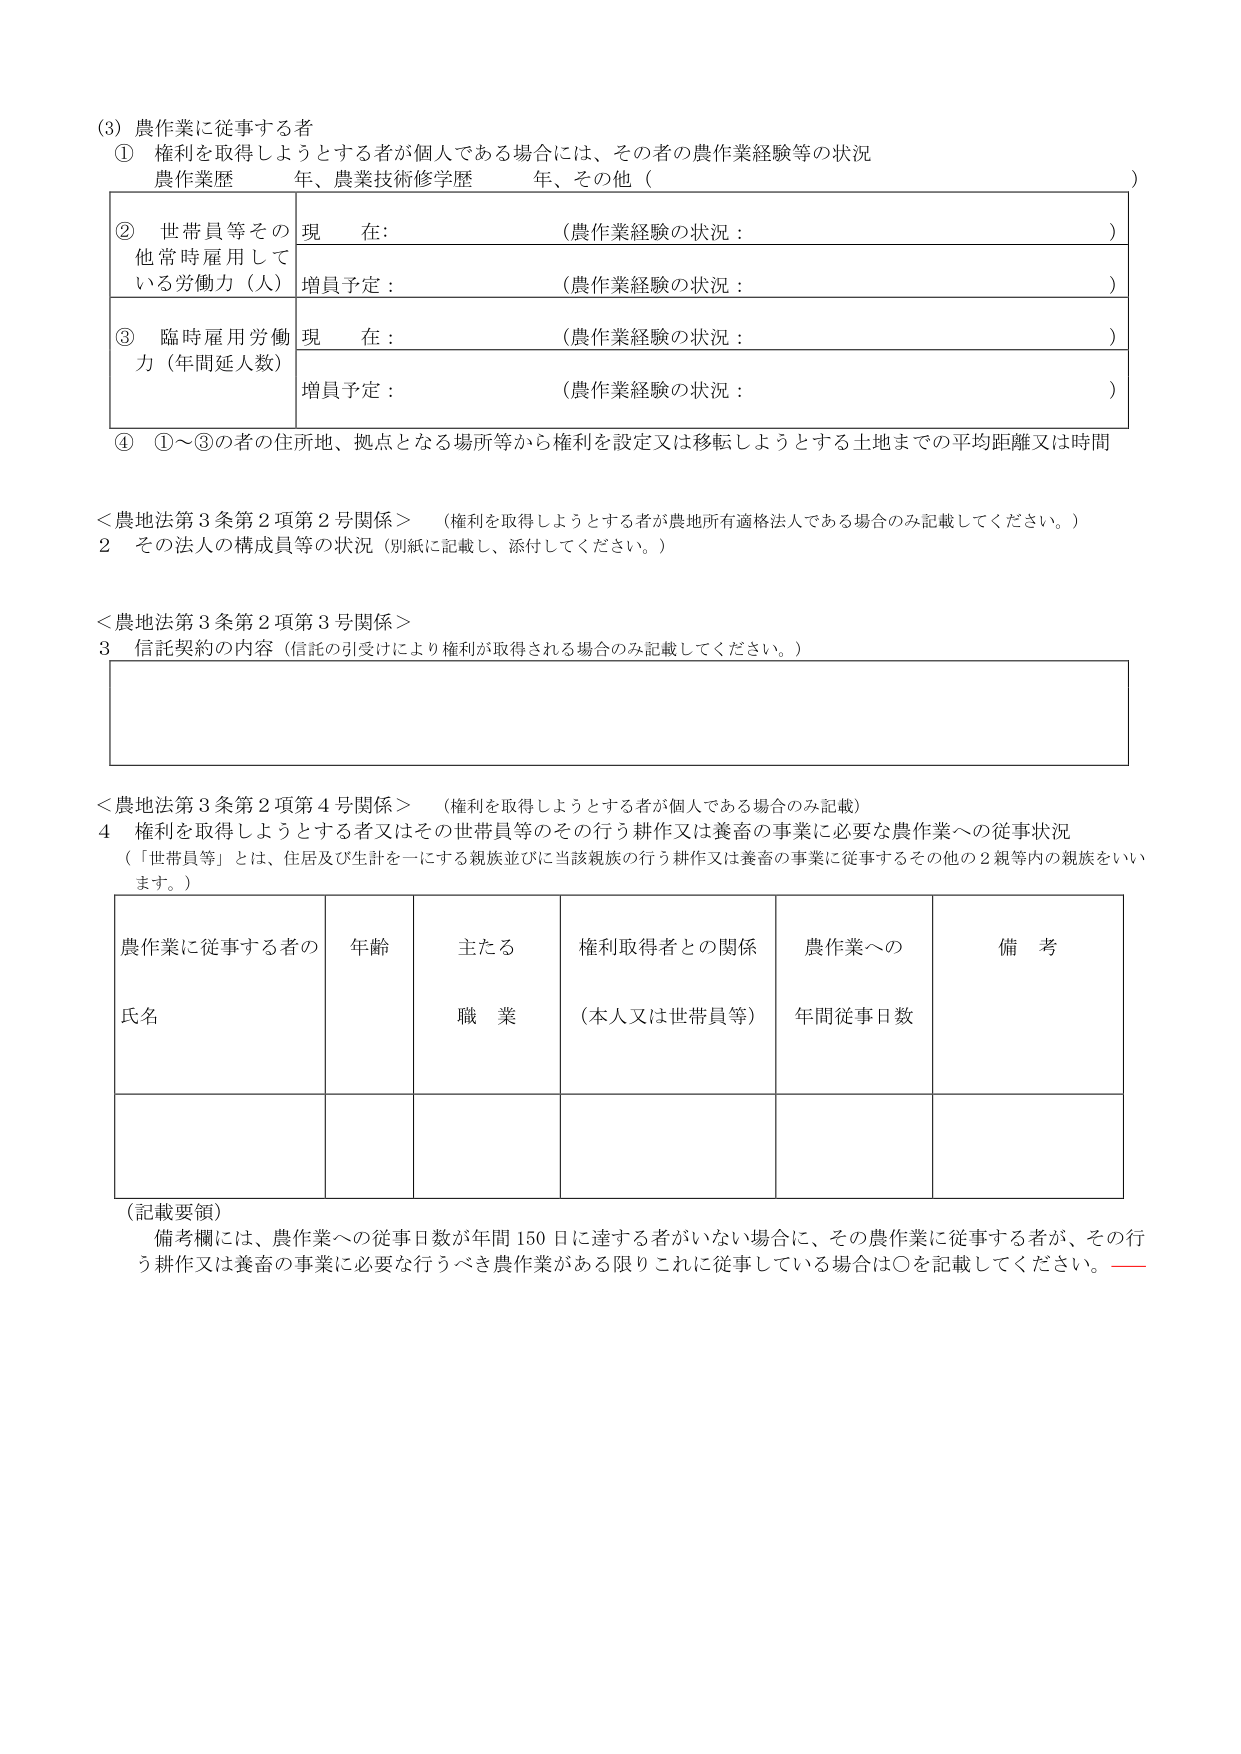 (3) 農作業に従事する者
① 権利を取得しようとする者が個人である場合には、その者の農作業経験等の状況
農作業歴　　　年、農業技術修学歴　　　年、その他（　　　　　　　　　　　　　　　　　　　　　　　　）
②　世帯員等その
他常時雇用して
いる労働力（人）
現　　在：　　　　　　　　　（農作業経験の状況：　　　　　　　　　　　　　　　　　　）
増員予定：　　　　　　　　　（農作業経験の状況：　　　　　　　　　　　　　　　　　　）
③　臨時雇用労働
力（年間延人数）
現　　在：　　　　　　　　　（農作業経験の状況：　　　　　　　　　　　　　　　　　　）
増員予定：　　　　　　　　　（農作業経験の状況：　　　　　　　　　　　　　　　　　　）
④　①～③の者の住所地、拠点となる場所等から権利を設定又は移転しようとする土地までの平均距離又は時間
＜農地法第３条第２項第２号関係＞　（権利を取得しようとする者が農地所有適格法人である場合のみ記載してください。）
２　その法人の構成員等の状況（別紙に記載し、添付してください。）
＜農地法第３条第２項第３号関係＞
３　信託契約の内容（信託の引受けにより権利が取得される場合のみ記載してください。）
＜農地法第３条第２項第４号関係＞　（権利を取得しようとする者が個人である場合のみ記載）
４　権利を取得しようとする者又はその世帯員等のその行う耕作又は養畜の事業に必要な農作業への従事状況
（「世帯員等」とは、住居及び生計を一にする親族並びに当該親族の行う耕作又は養畜の事業に従事するその他の２親等内の親族をいい
ます。）
農作業に従事する者の
氏名
年齢
主たる
職　業
権利取得者との関係
（本人又は世帯員等）
農作業への
年間従事日数
備　考
（記載要領）
備考欄には、農作業への従事日数が年間 150 日に達する者がいない場合に、その農作業に従事する者が、その行
う耕作又は養畜の事業に必要な行うべき農作業がある限りこれに従事している場合は○を記載してください。